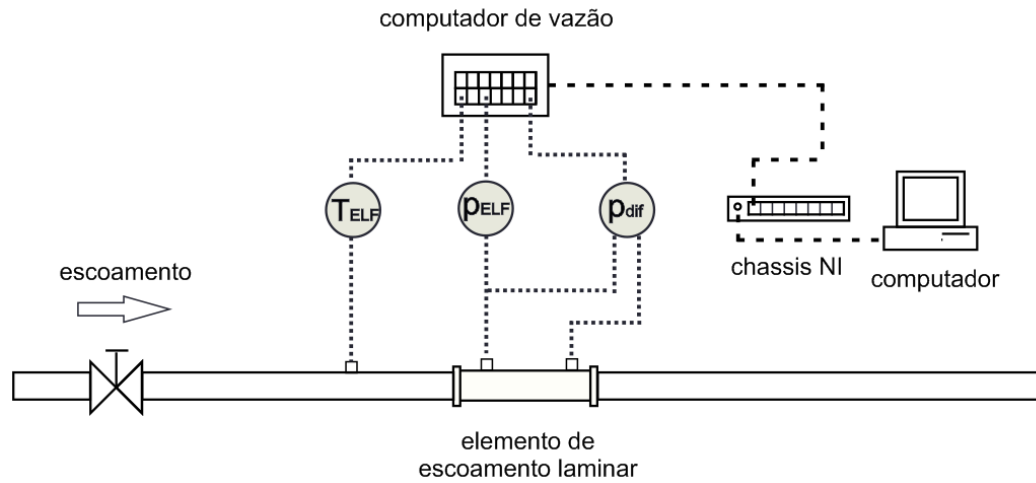 computador de vazão
TELF
pELF
pdif
escoamento
chassis NI
computador
elemento de
escoamento laminar